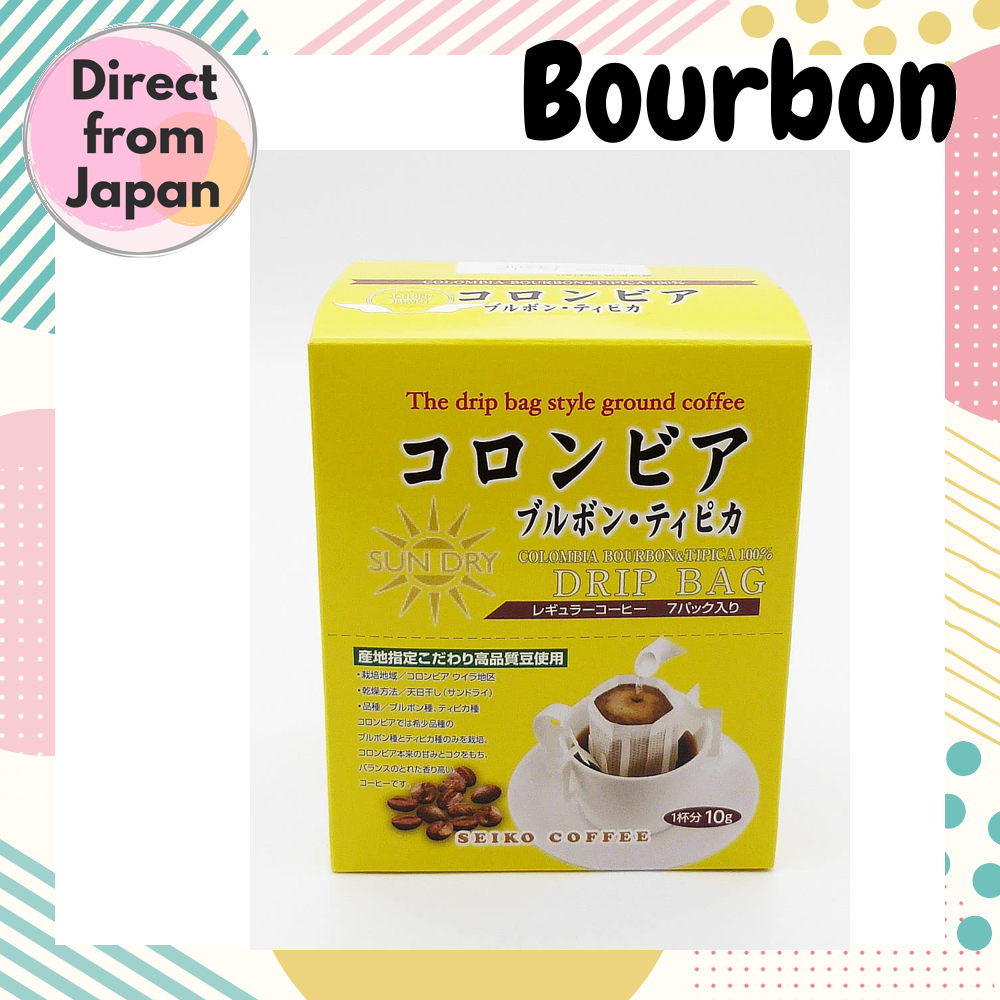 Direct
from
Japan
Bourbon
COLOMBIA BOURBON&TIPICA 100%
コロンビア
ブルボン・ティピカ
The drip bag style ground coffee
コロンビア
ブルボン・ティピカ
SUN DRY
COLOMBIA BOURBON&TIPICA 100%
DRIP BAG
レギュラーコーヒー 7パック入り
産地指定こだわり高品質豆使用
・栽培地域／コロンビア ウイラ地区
・乾燥方法／天日干し(サンドライ)
・品種／ブルボン種、ティピカ種
コロンビアでは希少品種の
ブルボン種とティピカ種のみを栽培。
コロンビア本来の甘みとコクをもち、
バランスのとれた香り高い
コーヒーです。
1杯分 10g
SEIKO COFFEE